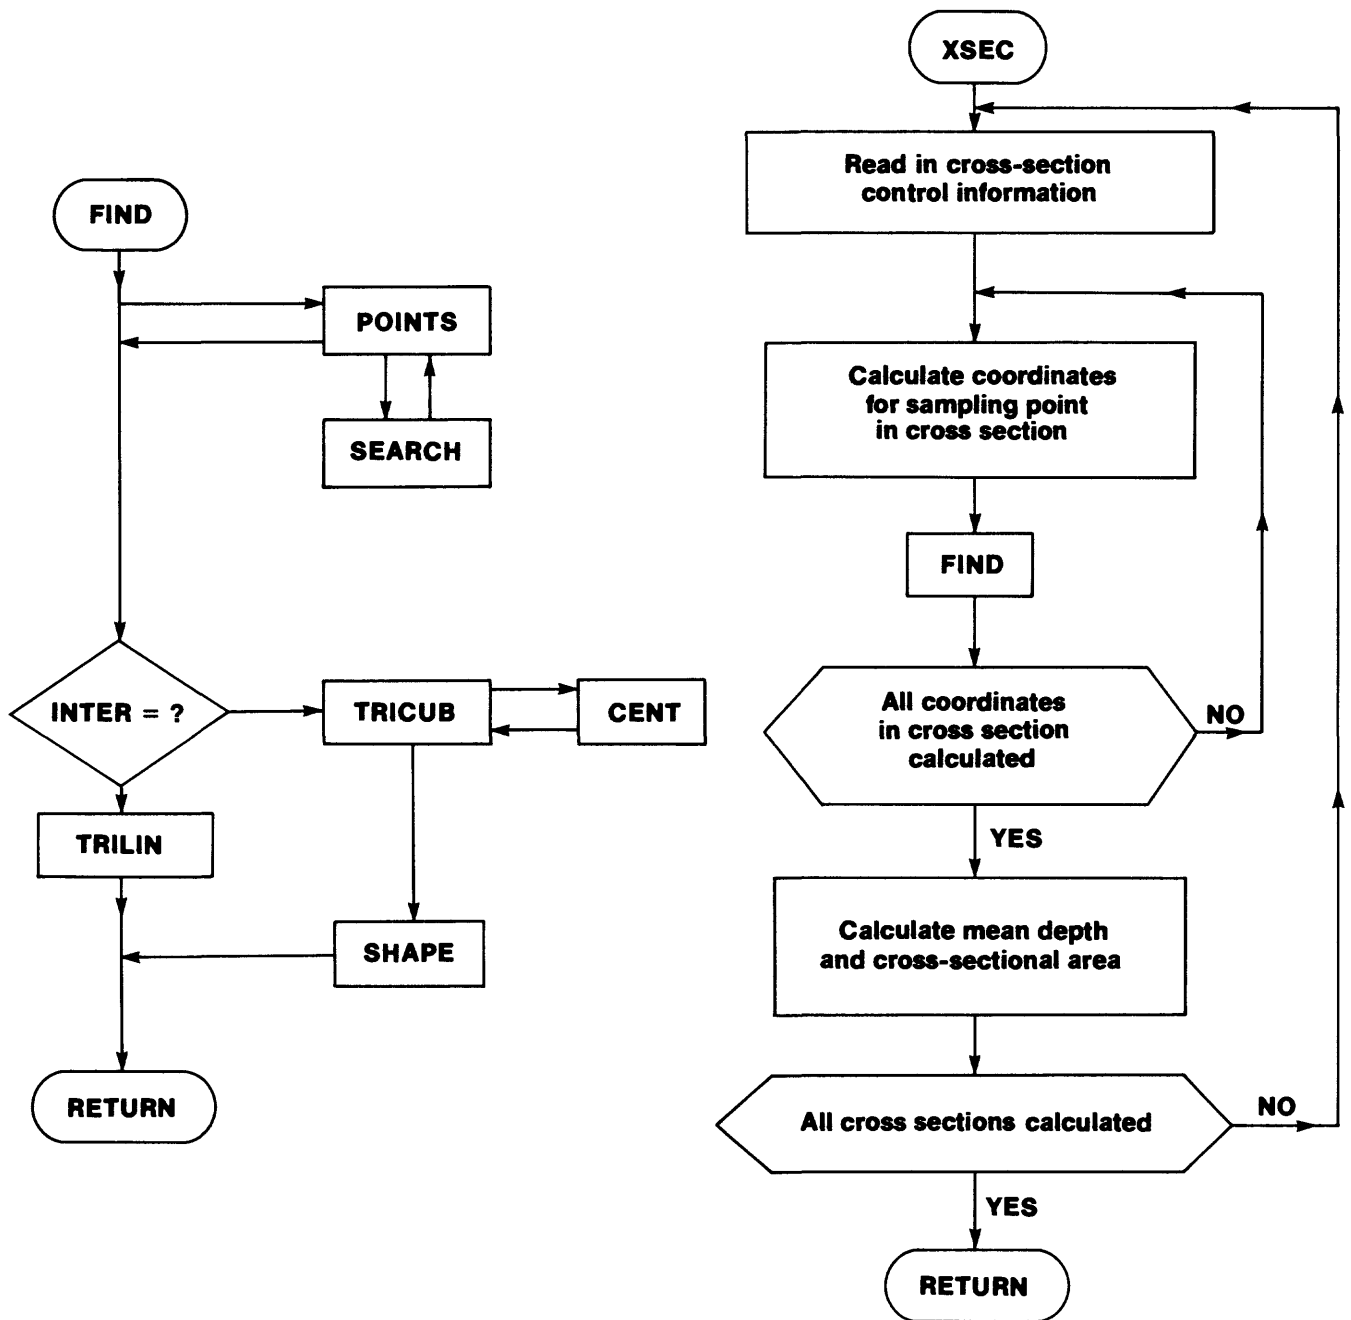 FIND
POINTS
SEARCH
INTER = ?
TRICUB
CENT
TRILIN
SHAPE
RETURN
XSEC
Read in cross-section
control information
Calculate coordinates
for sampling point
in cross section
FIND
All coordinates
in cross section
calculated
NO
YES
Calculate mean depth
and cross-sectional area
All cross sections calculated
NO
YES
RETURN